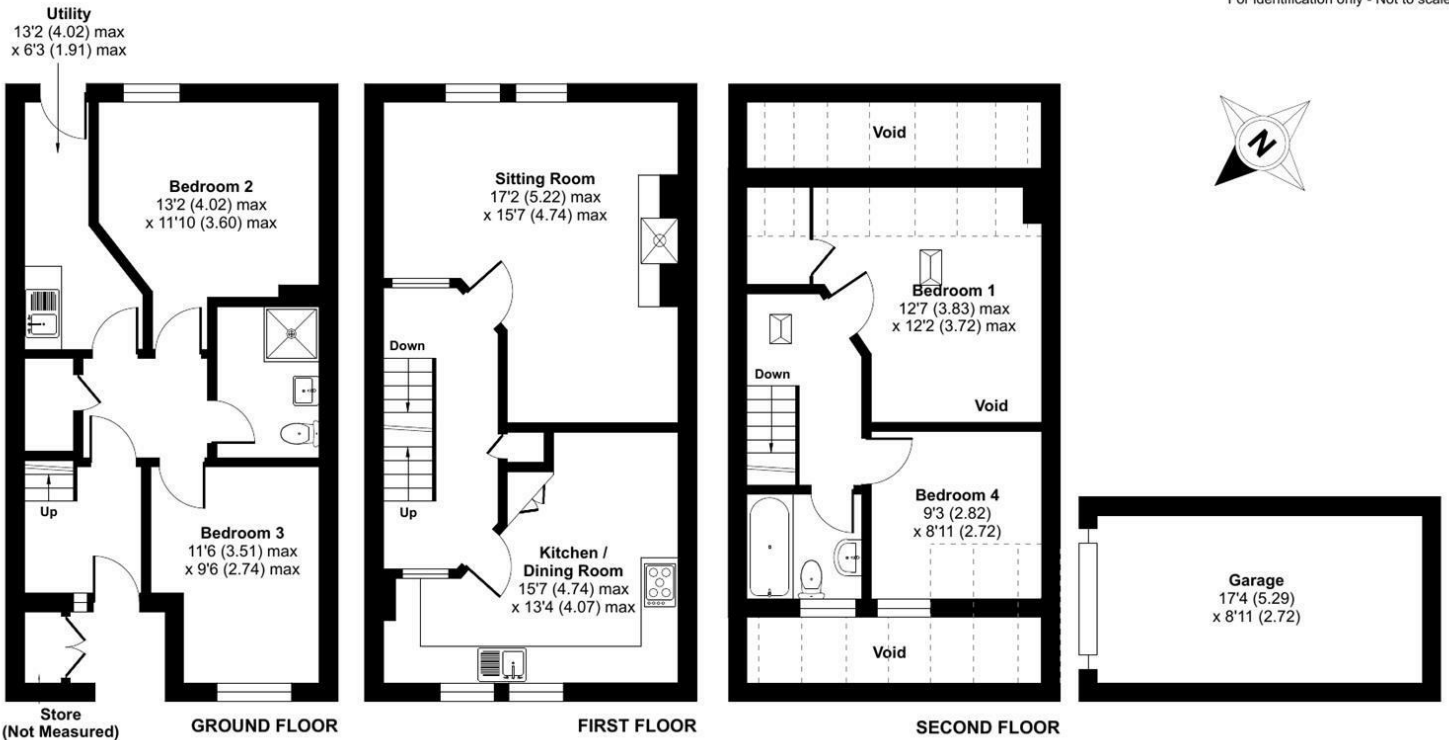 For identification only - Not to scale
Utility
13'2 (4.02) max
x 6'3 (1.91) max
Bedroom 2
13'2 (4.02) max
x 11'10 (3.60) max
Up
Bedroom 3
11'6 (3.51) max
x 9'6 (2.74) max
Store
(Not Measured)
GROUND FLOOR
Sitting Room
17'2 (5.22) max
x 15'7 (4.74) max
Down
Up
Kitchen /
Dining Room
15'7 (4.74) max
x 13'4 (4.07) max
FIRST FLOOR
Void
Bedroom 1
12'7 (3.83) max
x 12'2 (3.72) max
Down
Void
Bedroom 4
9'3 (2.82)
x 8'11 (2.72)
Void
SECOND FLOOR
N
Garage
17'4 (5.29)
x 8'11 (2.72)